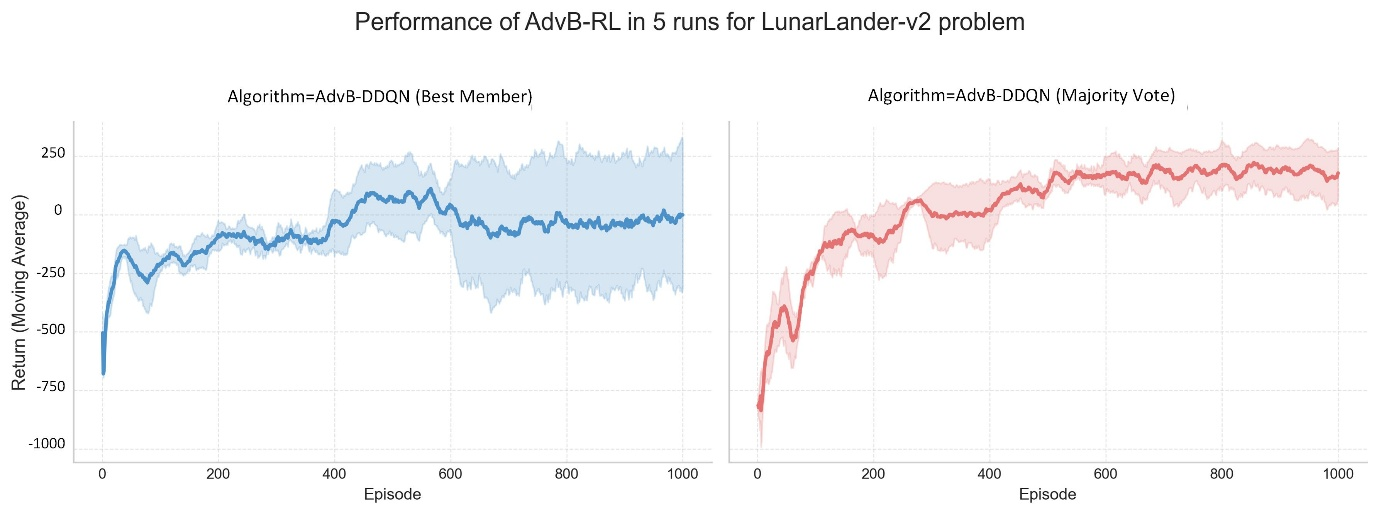 Performance of AdvB-RL in 5 runs for LunarLander-v2 problem
Algorithm=AdvB-DDQN (Best Member)
Algorithm=AdvB-DDQN (Majority Vote)
Return (Moving Average)
250
0
-250
-500
-750
-1000
0 200 400 600 800 1000
Episode
0 200 400 600 800 1000
Episode